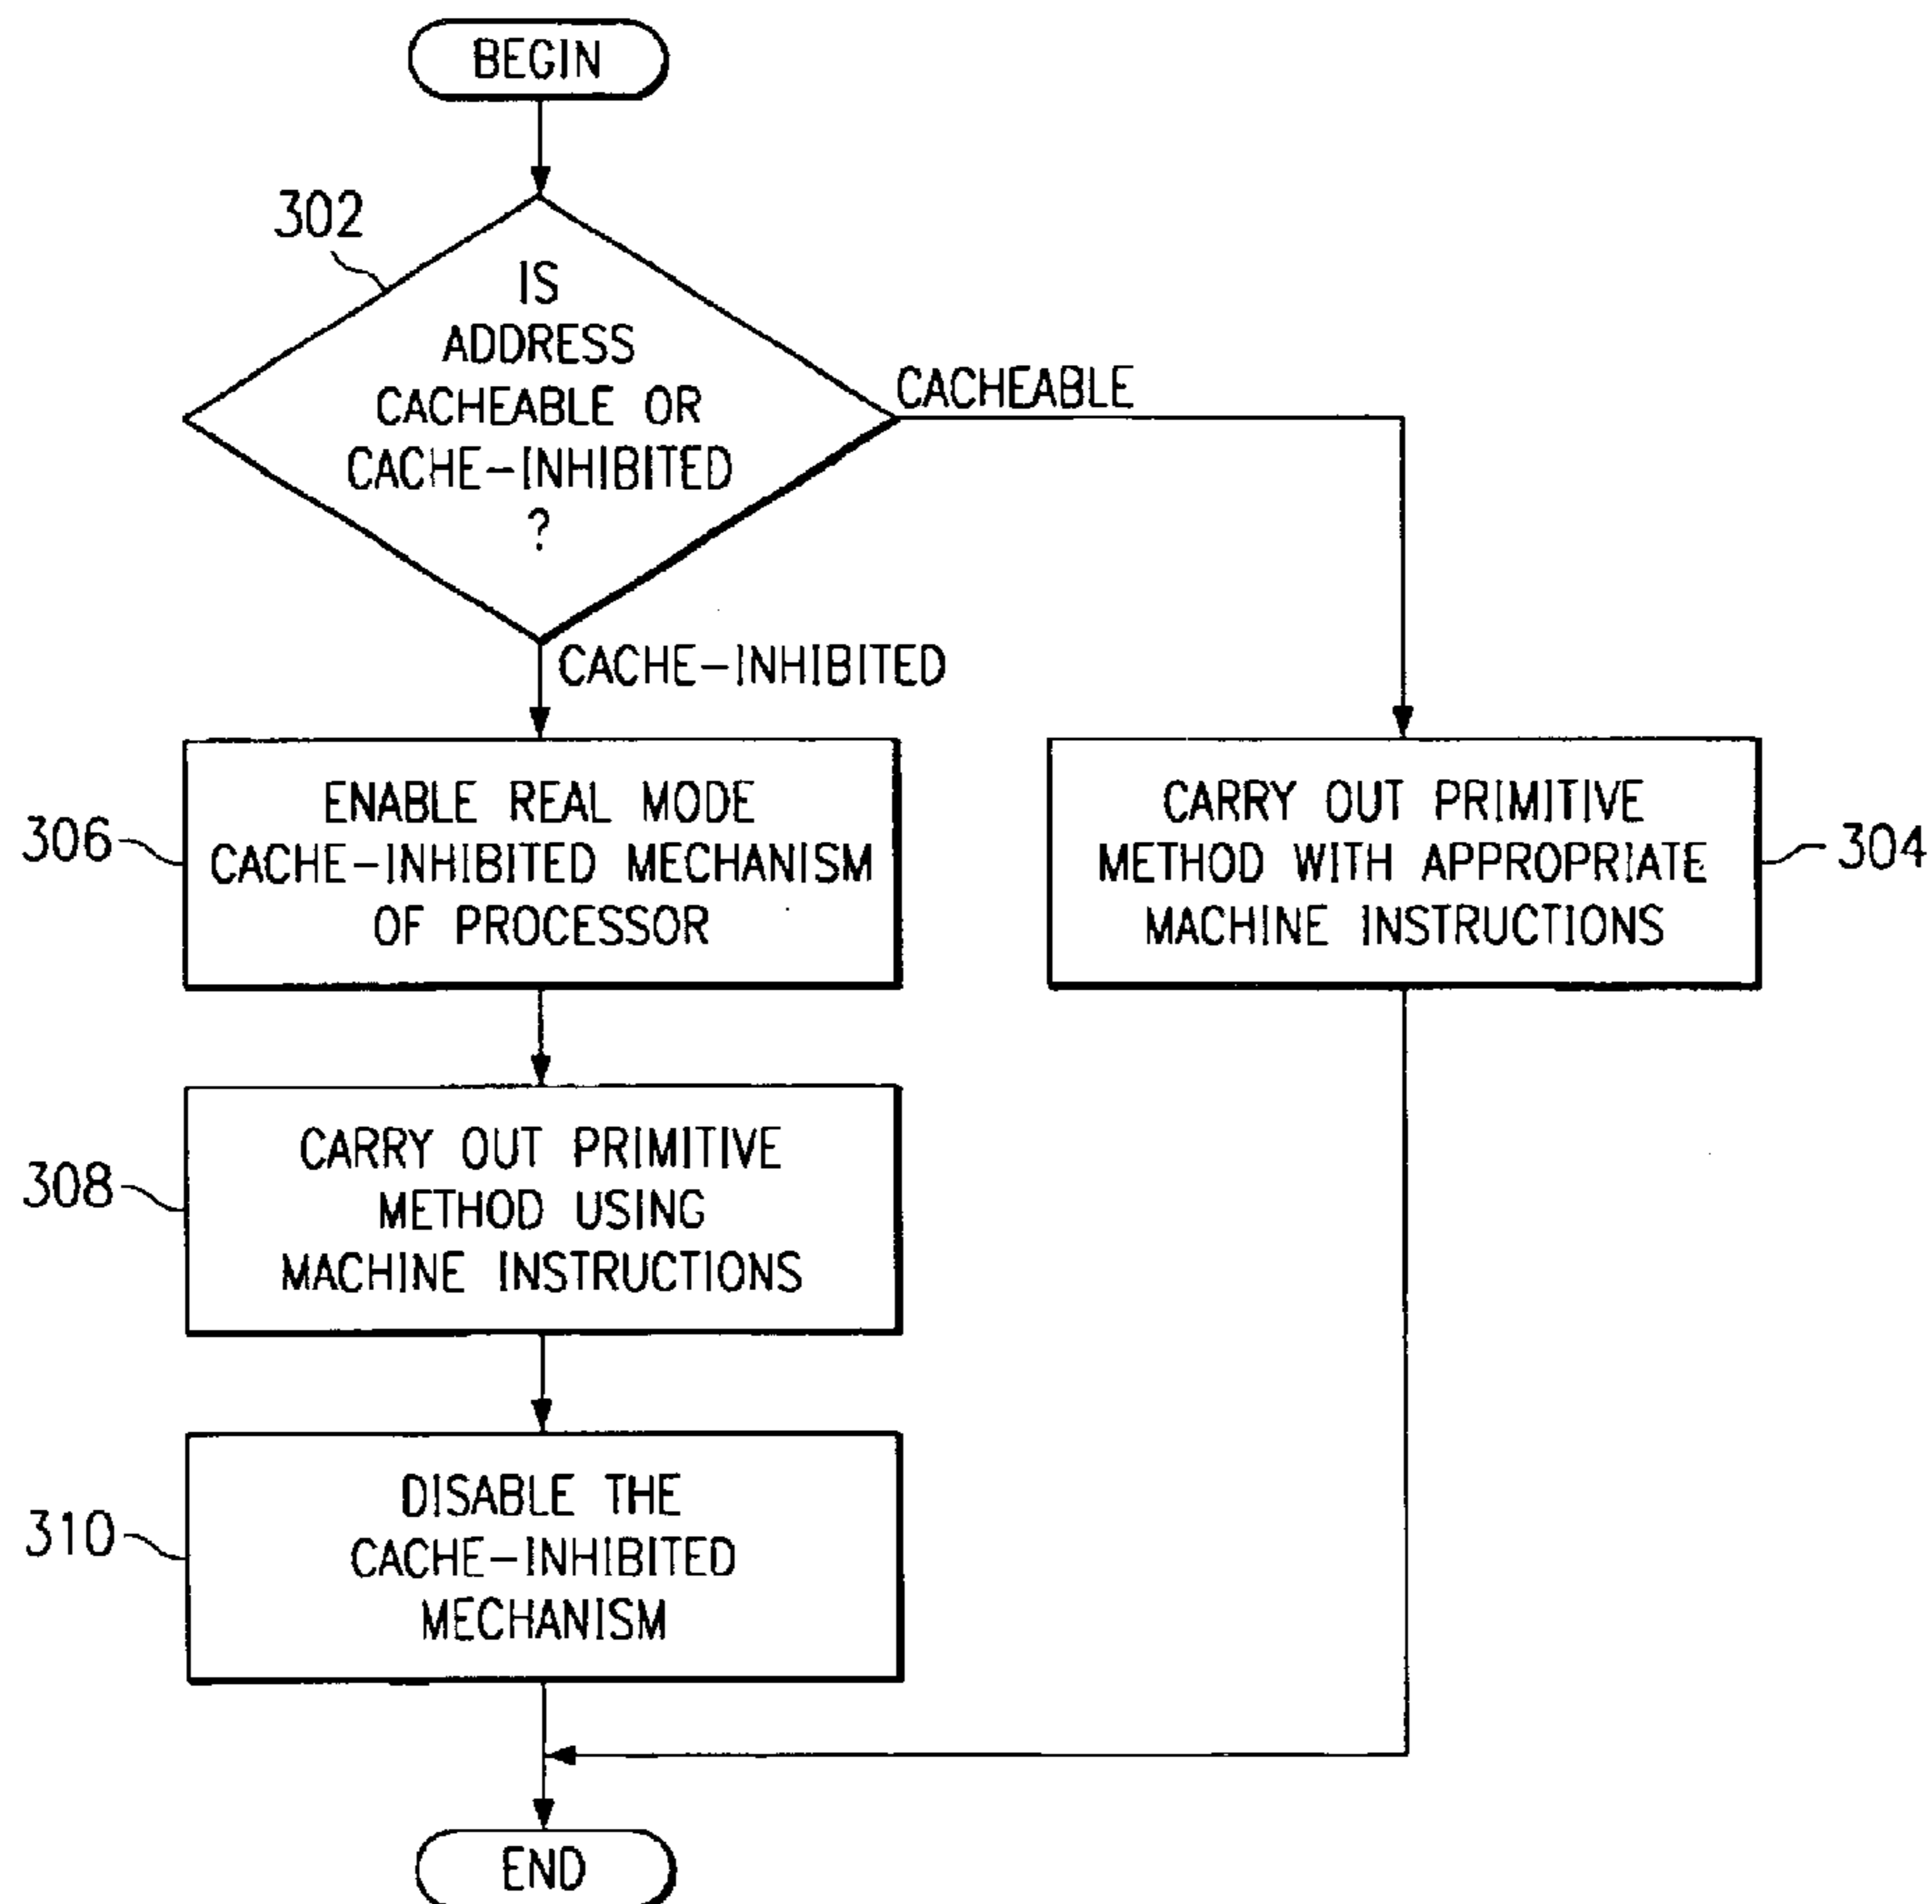 BEGIN
302
IS
ADDRESS
CACHEABLE OR
CACHE-INHIBITED
?
CACHEABLE
CACHE-INHIBITED
306
ENABLE REAL MODE
CACHE-INHIBITED MECHANISM
OF PROCESSOR
CARRY OUT PRIMITIVE
METHOD WITH APPROPRIATE
MACHINE INSTRUCTIONS
304
308
CARRY OUT PRIMITIVE
METHOD USING
MACHINE INSTRUCTIONS
310
DISABLE THE
CACHE-INHIBITED
MECHANISM
END